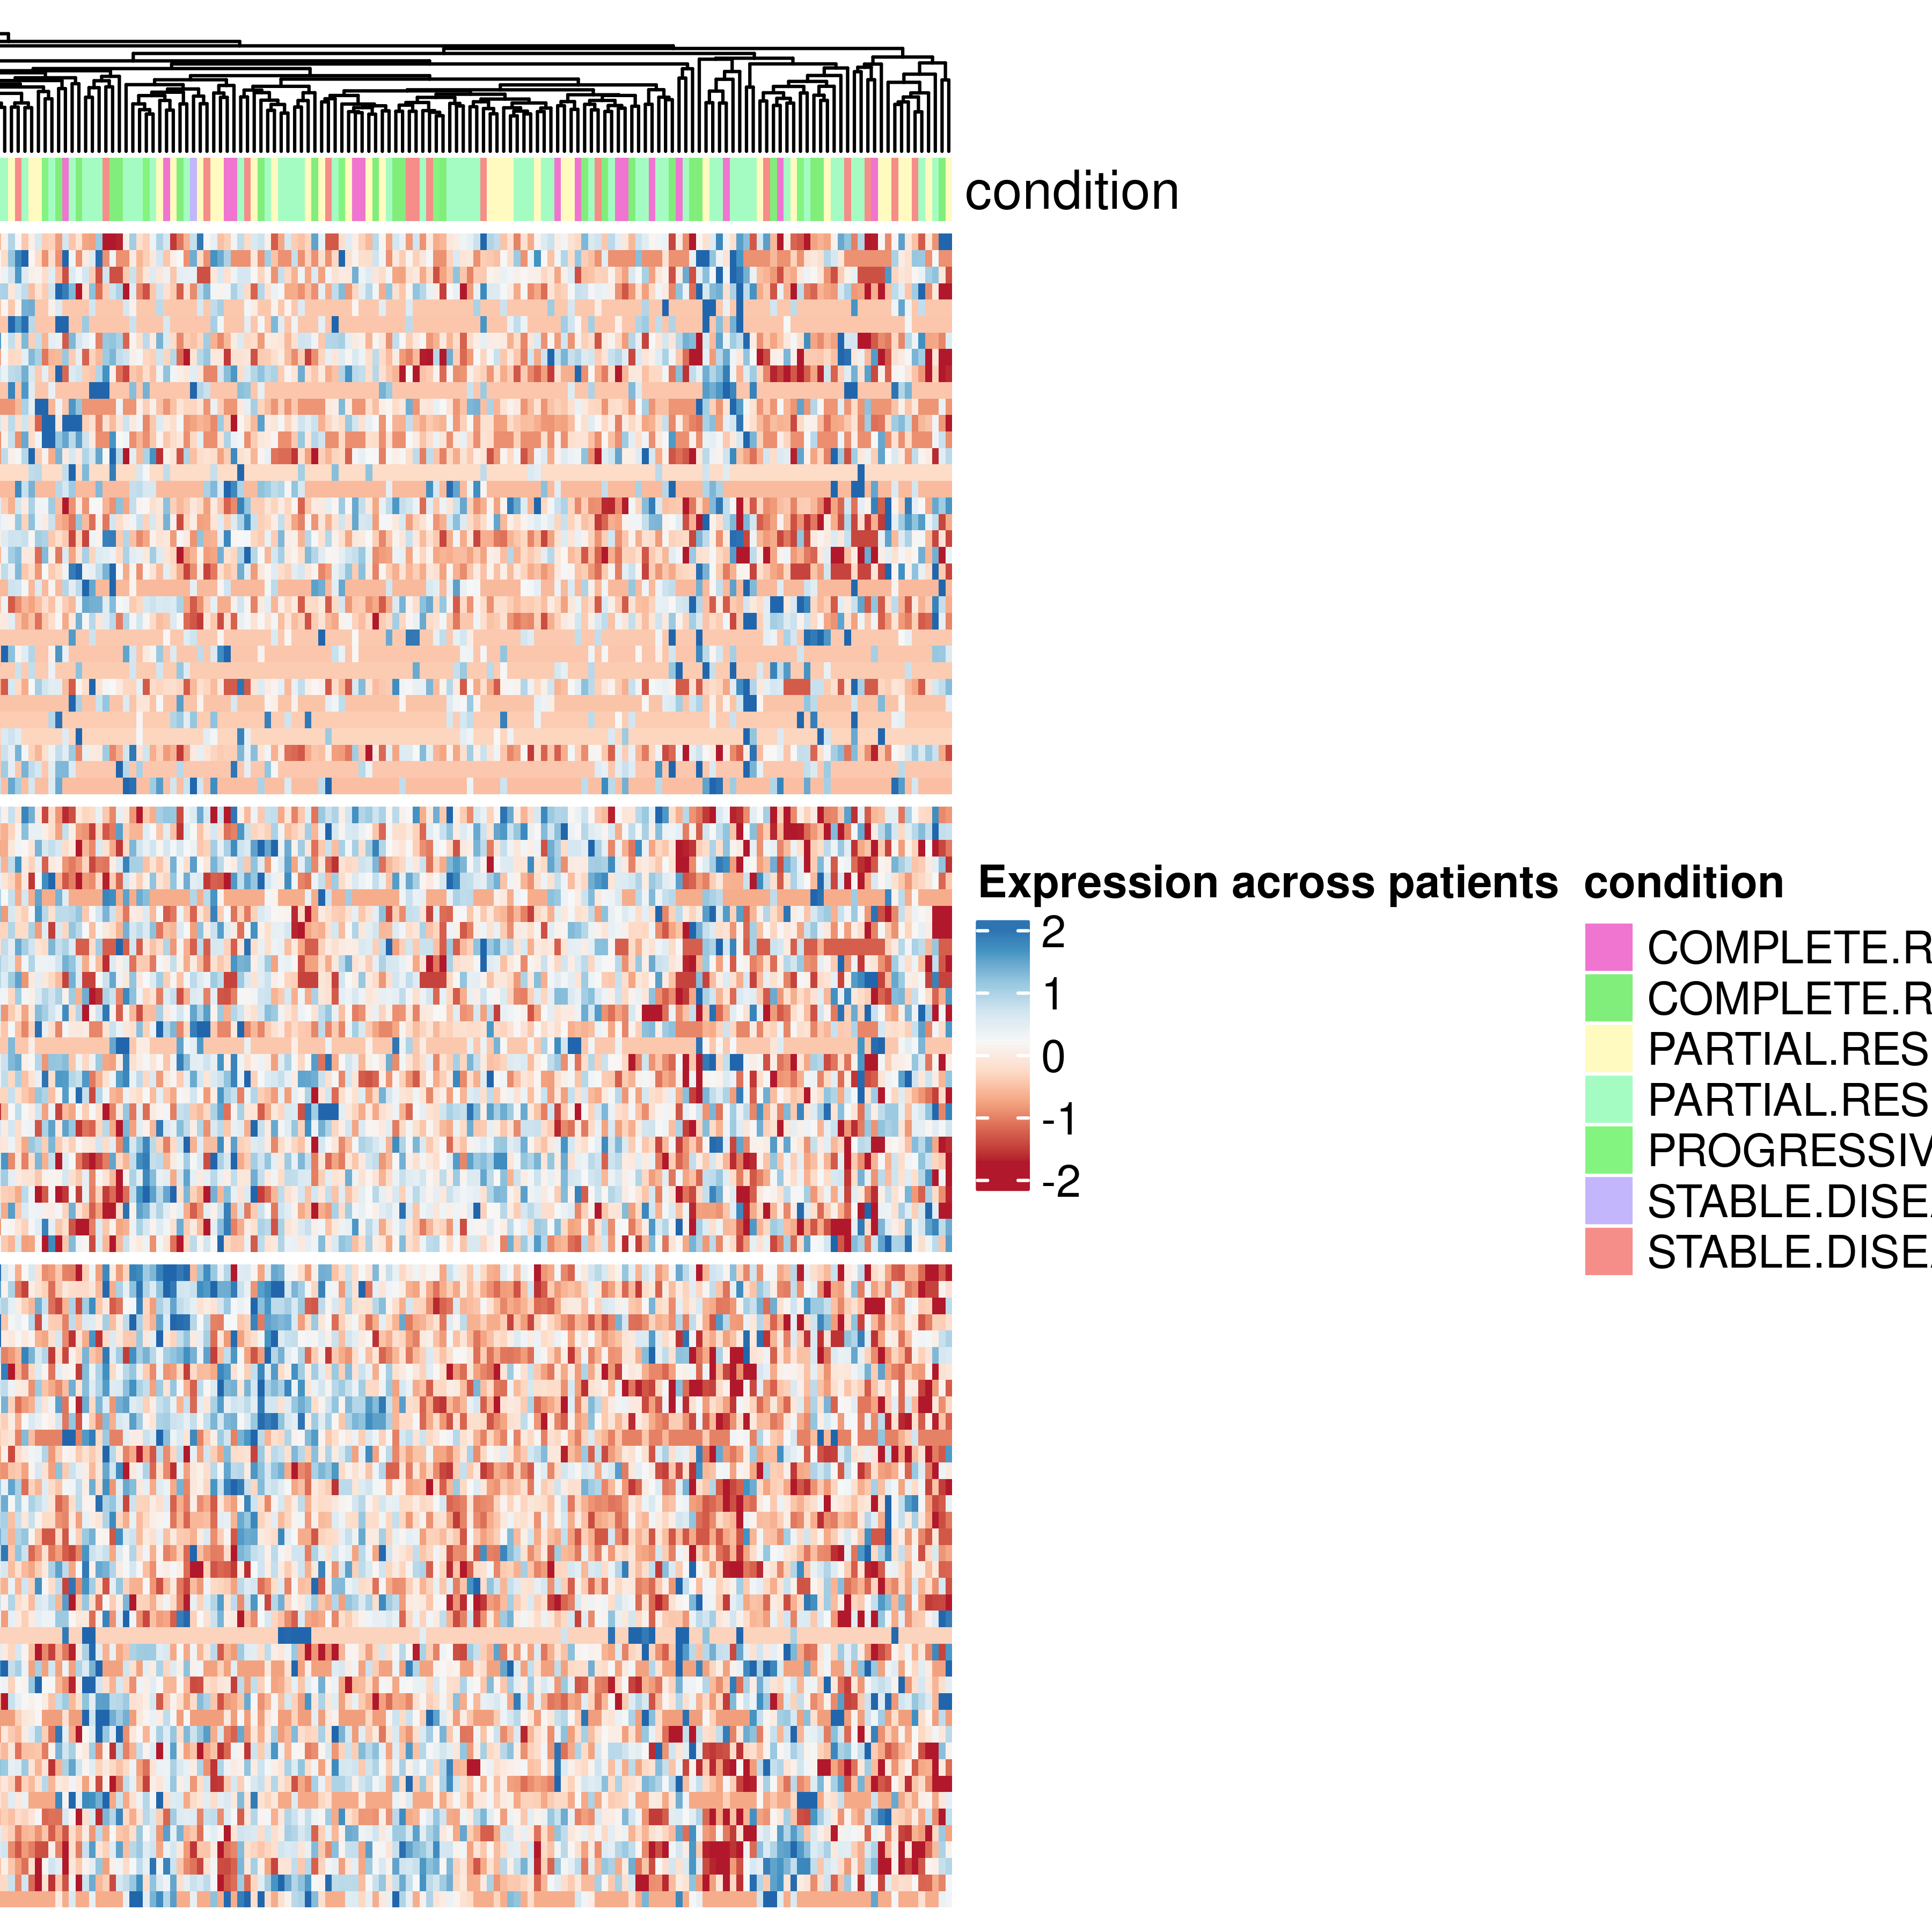 condition
Expression across patients
2
1
0
-1
-2
condition
COMPLETE.R
COMPLETE.R
PARTIAL.RES
PARTIAL.RES
PROGRESSIV
STABLE.DISE
STABLE.DISE